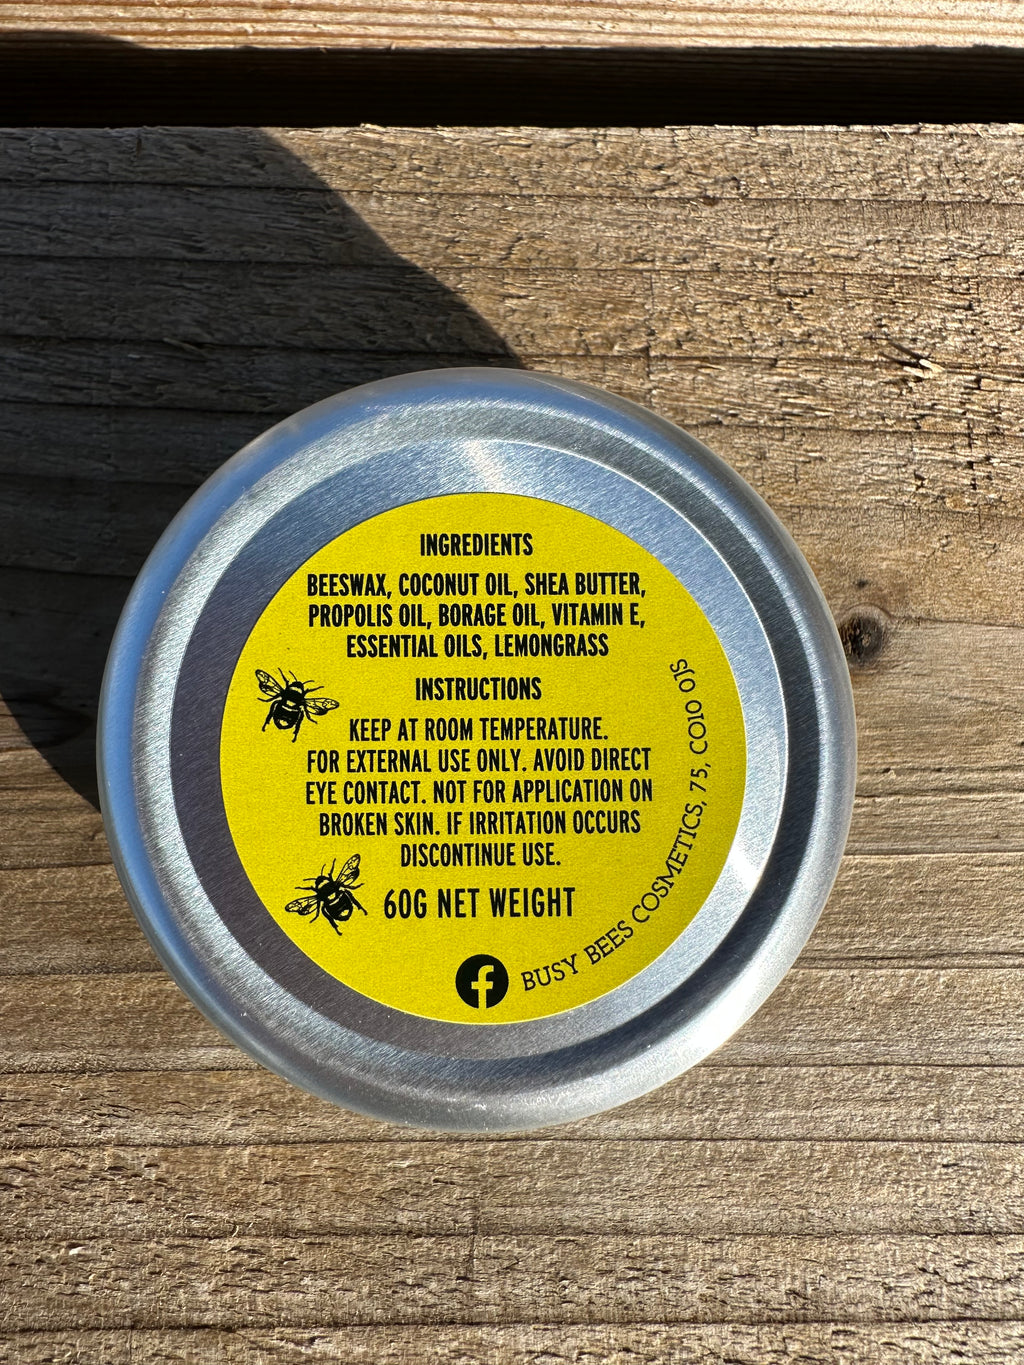 INGREDIENTS
BEESWAX, COCONUT OIL, SHEA BUTTER,
PROPOLIS OIL, BORAGE OIL, VITAMIN E,
ESSENTIAL OILS, LEMONGRASS
INSTRUCTIONS
KEEP AT ROOM TEMPERATURE.
FOR EXTERNAL USE ONLY. AVOID DIRECT
EYE CONTACT. NOT FOR APPLICATION ON
BROKEN SKIN. IF IRRITATION OCCURS
DISCONTINUE USE.
60G NET WEIGHT
BUSY BEES COSMETICS, 75, CO10 0JS